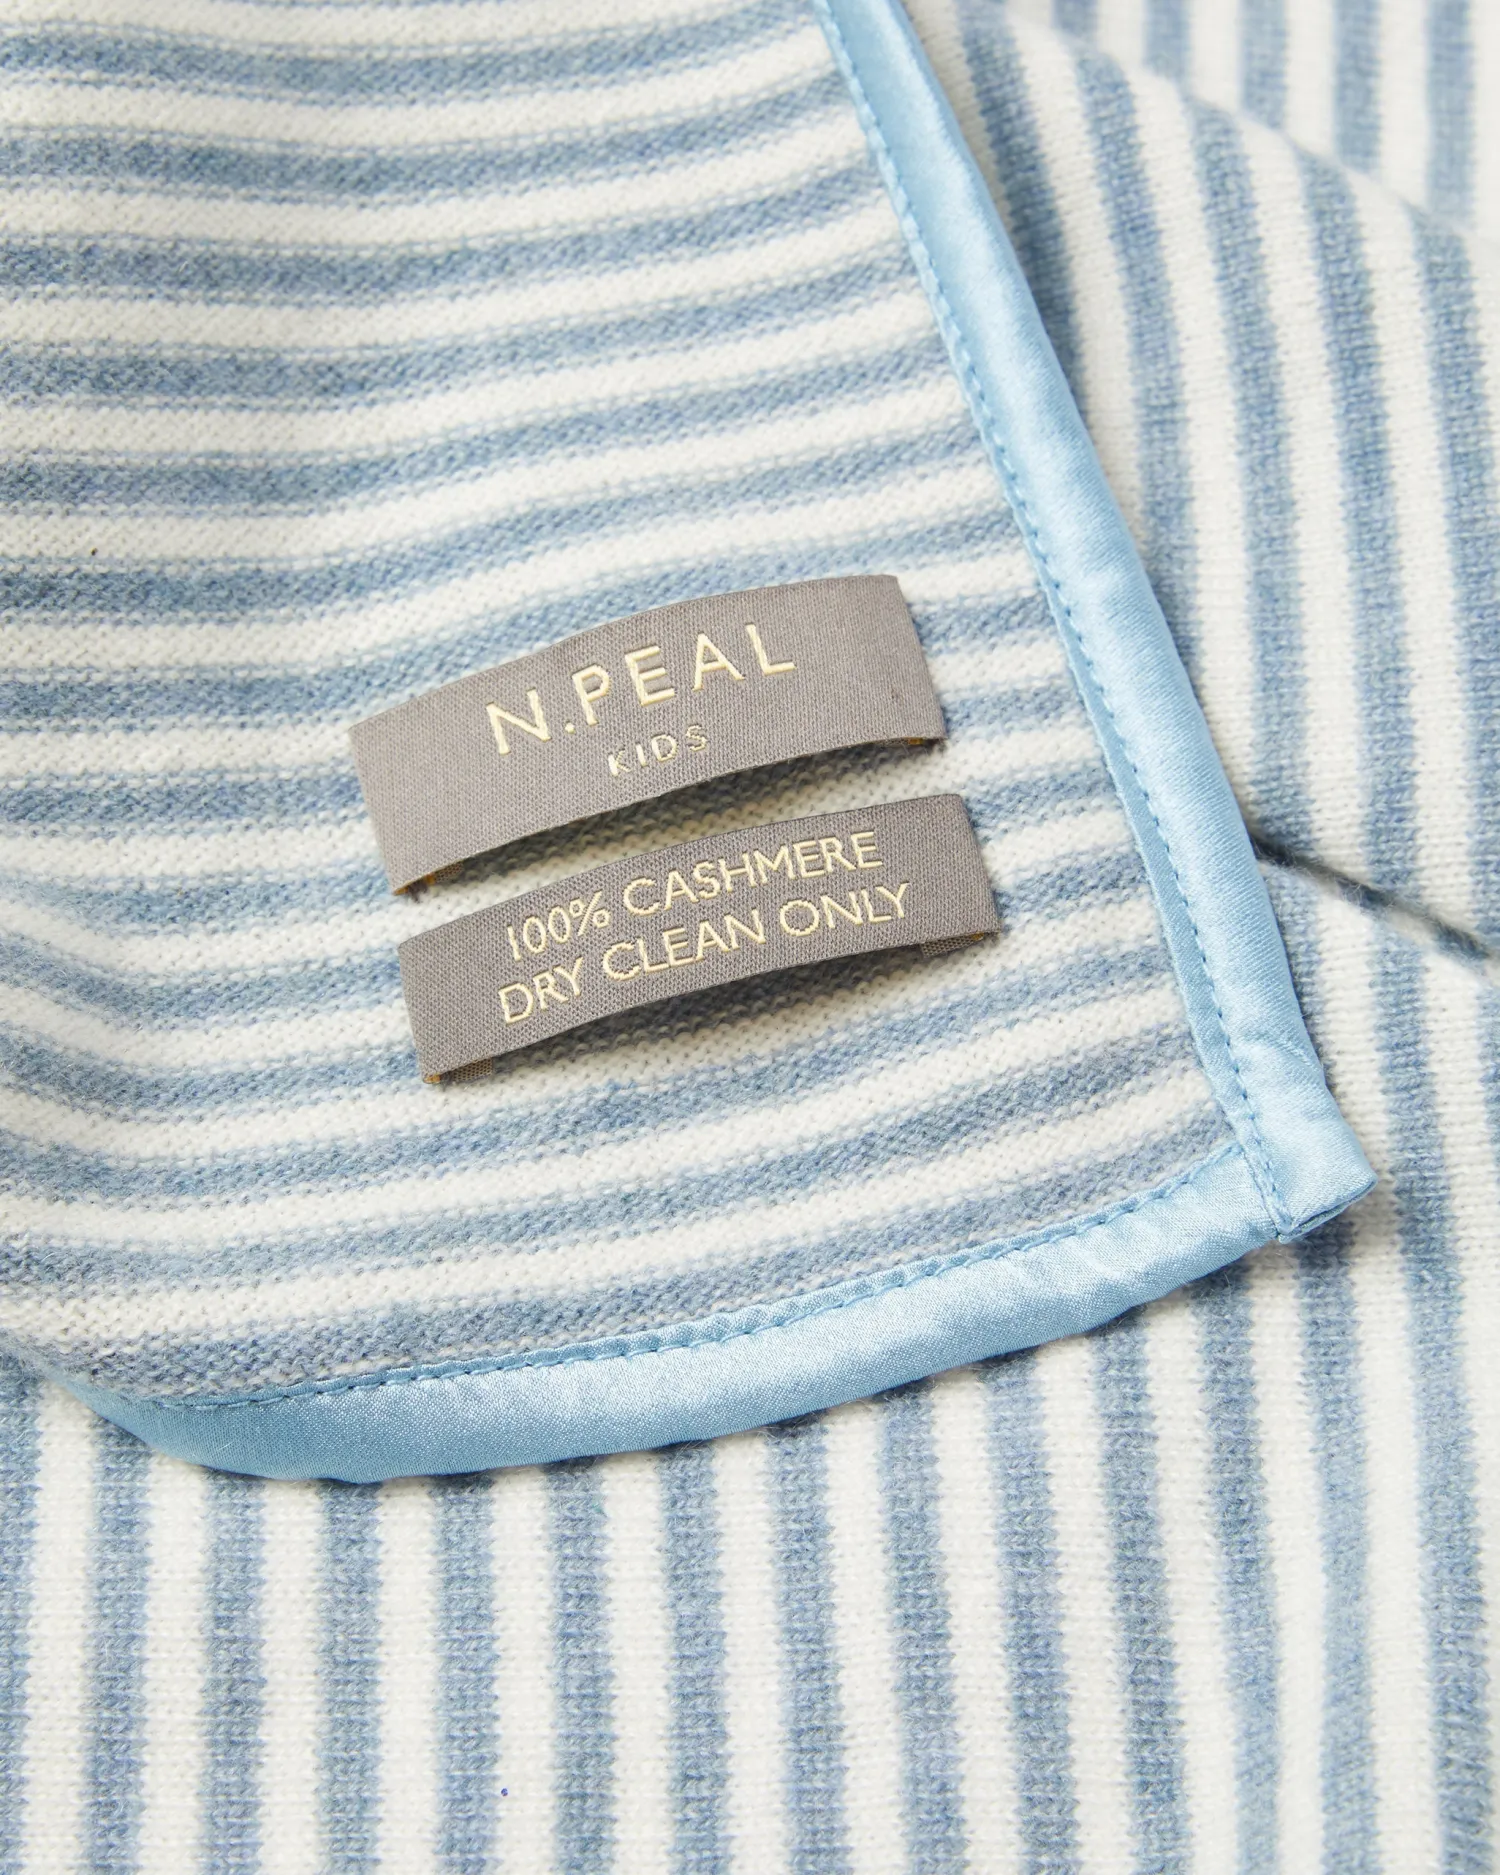 N.PEAL
KIDS
100% CASHMERE
DRY CLEAN ONLY